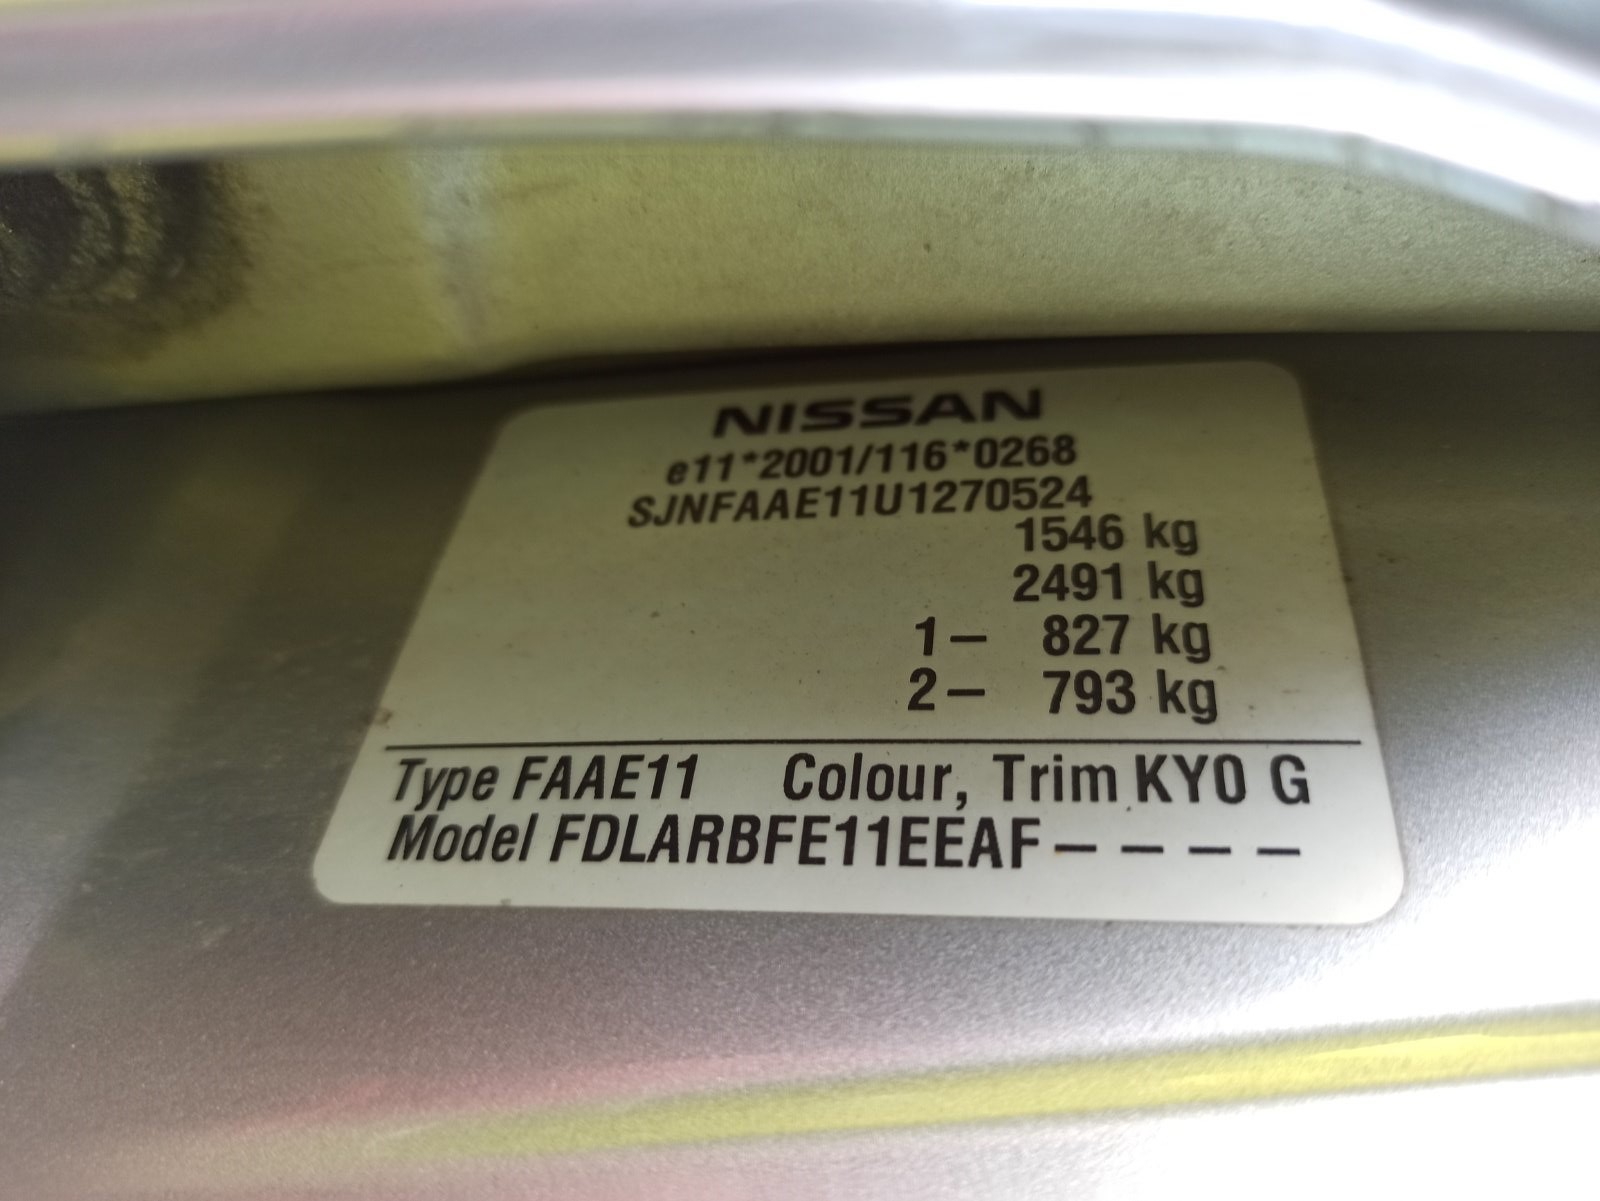 NISSAN
e11*2001/116*0268
SJNFAAE11U1270524
1546 kg
2491 kg
1– 827 kg
2– 793 kg
Type FAAE11 Colour, Trim KY0 G
Model FDLARBFE11EEAF– – – –